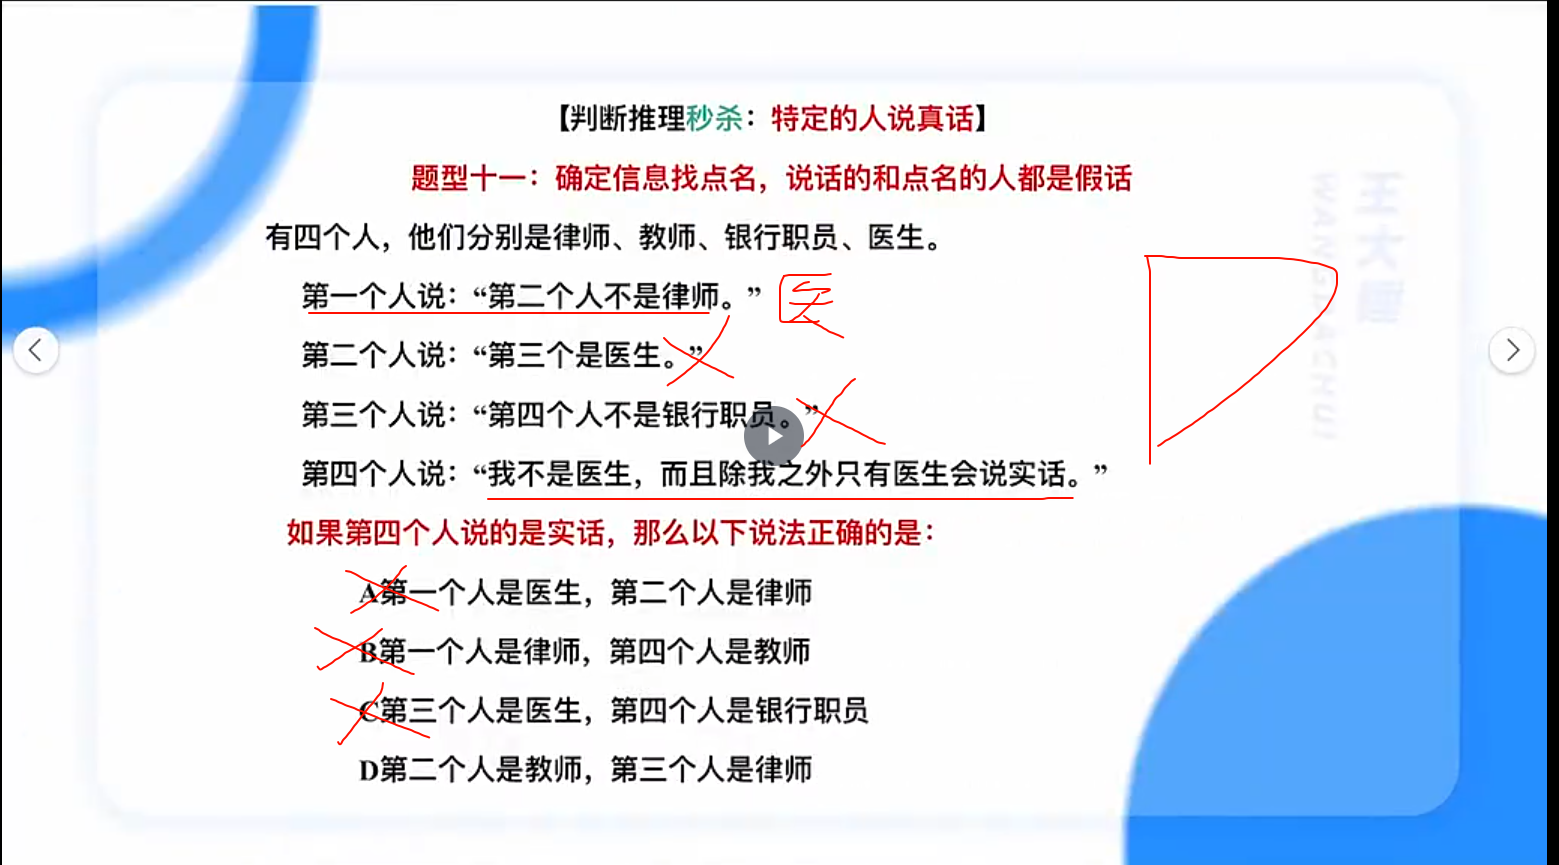 【判断推理秒杀：特定的人说真话】
题型十一：确定信息找点名，说话的和点名的人都是假话
有四个人，他们分别是律师、教师、银行职员、医生。
第一个人说：“第二个人不是律师。” 医
第二个人说：“第三个是医生。”
第三个人说：“第四个人不是银行职员。”
第四个人说：“我不是医生，而且除我之外只有医生会说实话。”
如果第四个人说的是实话，那么以下说法正确的是：
A第一个人是医生，第二个人是律师
B第一个人是律师，第四个人是教师
C第三个人是医生，第四个人是银行职员
D第二个人是教师，第三个人是律师
D
王大锤
WANGDACHUI